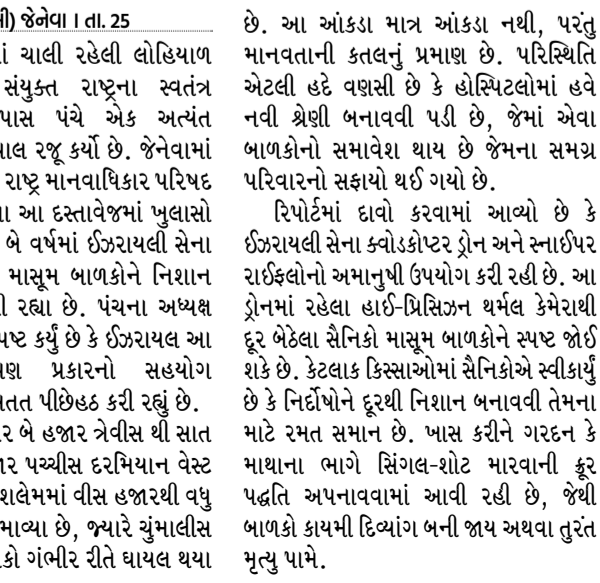 જેનેવા । તા. 25
ચાલી રહેલી લોહિયાળ
સંયુક્ત રાષ્ટ્રના સ્વતંત્ર
પંચે એક અત્યંત
રજૂ કર્યો છે. જેનેવામાં
રાષ્ટ્ર માનવાધિકાર પરિષદ
આ દસ્તાવેજમાં ખુલાસો
બે વર્ષમાં ઈઝરાયલી સેના
માસૂમ બાળકોને નિશાન
રહ્યા છે. પંચના અધ્યક્ષ
કર્યું છે કે ઈઝરાયલ આ
પ્રકારનો સહયોગ
પીછેહઠ કરી રહ્યું છે.
બે હજાર ત્રેવીસ થી સાત
પચ્ચીસ દરમિયાન વેસ્ટ
વીસ હજારથી વધુ
છે, જ્યારે ચુંમાલીસ
ગંભીર રીતે ઘાયલ થયા
છે. આ આંકડા માત્ર આંકડા નથી, પરંતુ
માનવતાની કતલનું પ્રમાણ છે. પરિસ્થિતિ
એટલી હદે વણસી છે કે હોસ્પિટલોમાં હવે
નવી શ્રેણી બનાવવી પડી છે, જેમાં એવા
બાળકોનો સમાવેશ થાય છે જેમના સમગ્ર
પરિવારનો સફાયો થઈ ગયો છે.
રિપોર્ટમાં દાવો કરવામાં આવ્યો છે કે
ઈઝરાયલી સેના ક્વોડકોપ્ટર ડ્રોન અને સ્નાઈપર
રાઈફલોનો અમાનુષી ઉપયોગ કરી રહી છે. આ
ડ્રોનમાં રહેલા હાઈ-પ્રિસિઝન થર્મલ કેમેરાથી
દૂર બેઠેલા સૈનિકો માસૂમ બાળકોને સ્પષ્ટ જોઈ
શકે છે. કેટલાક કિસ્સાઓમાં સૈનિકોએ સ્વીકાર્યું
છે કે નિર્દોષોને દૂરથી નિશાન બનાવવી તેમના
માટે રમત સમાન છે. ખાસ કરીને ગરદન કે
માથાના ભાગે સિંગલ-શોટ મારવાની ક્રૂર
પદ્ધતિ અપનાવવામાં આવી રહી છે, જેથી
બાળકો કાયમી દિવ્યાંગ બની જાય અથવા તુરંત
મૃત્યુ પામે.